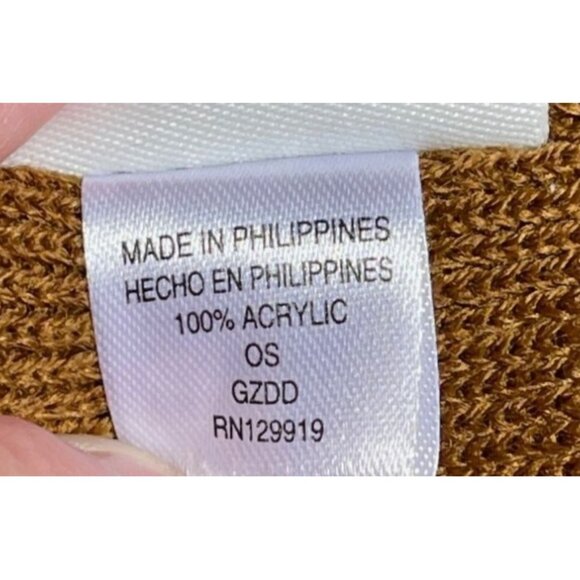 MADE IN PHILIPPINES
HECHO EN PHILIPPINES
100% ACRYLIC
OS
GZDD
RN129919